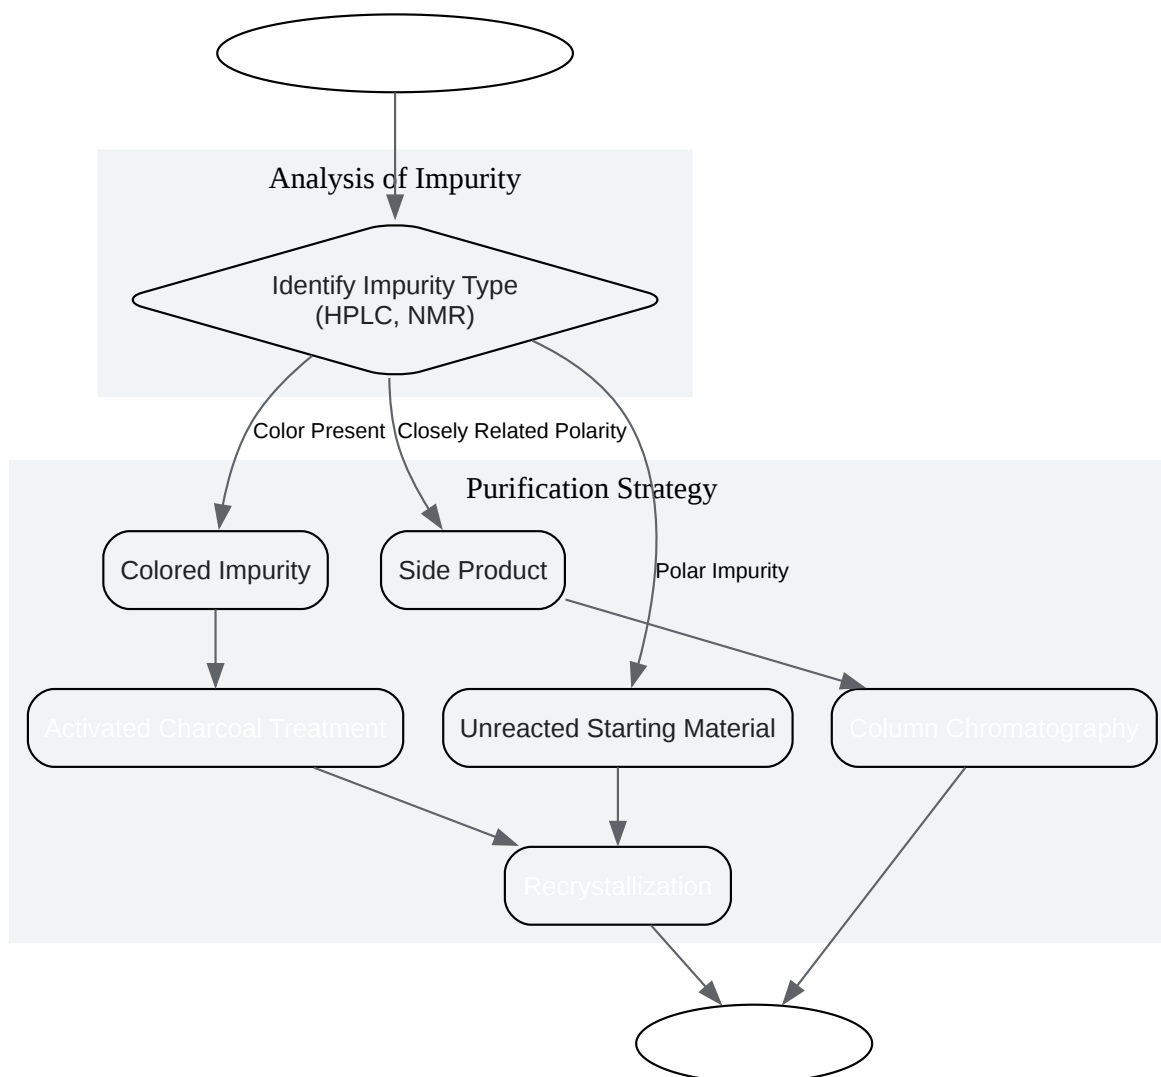 Analysis of Impurity
Identify Impurity Type
(HPLC, NMR)
Color Present
Closely Related Polarity
Purification Strategy
Colored Impurity
Side Product
Polar Impurity
Activated Charcoal Treatment
Unreacted Starting Material
Column Chromatography
Recrystallization